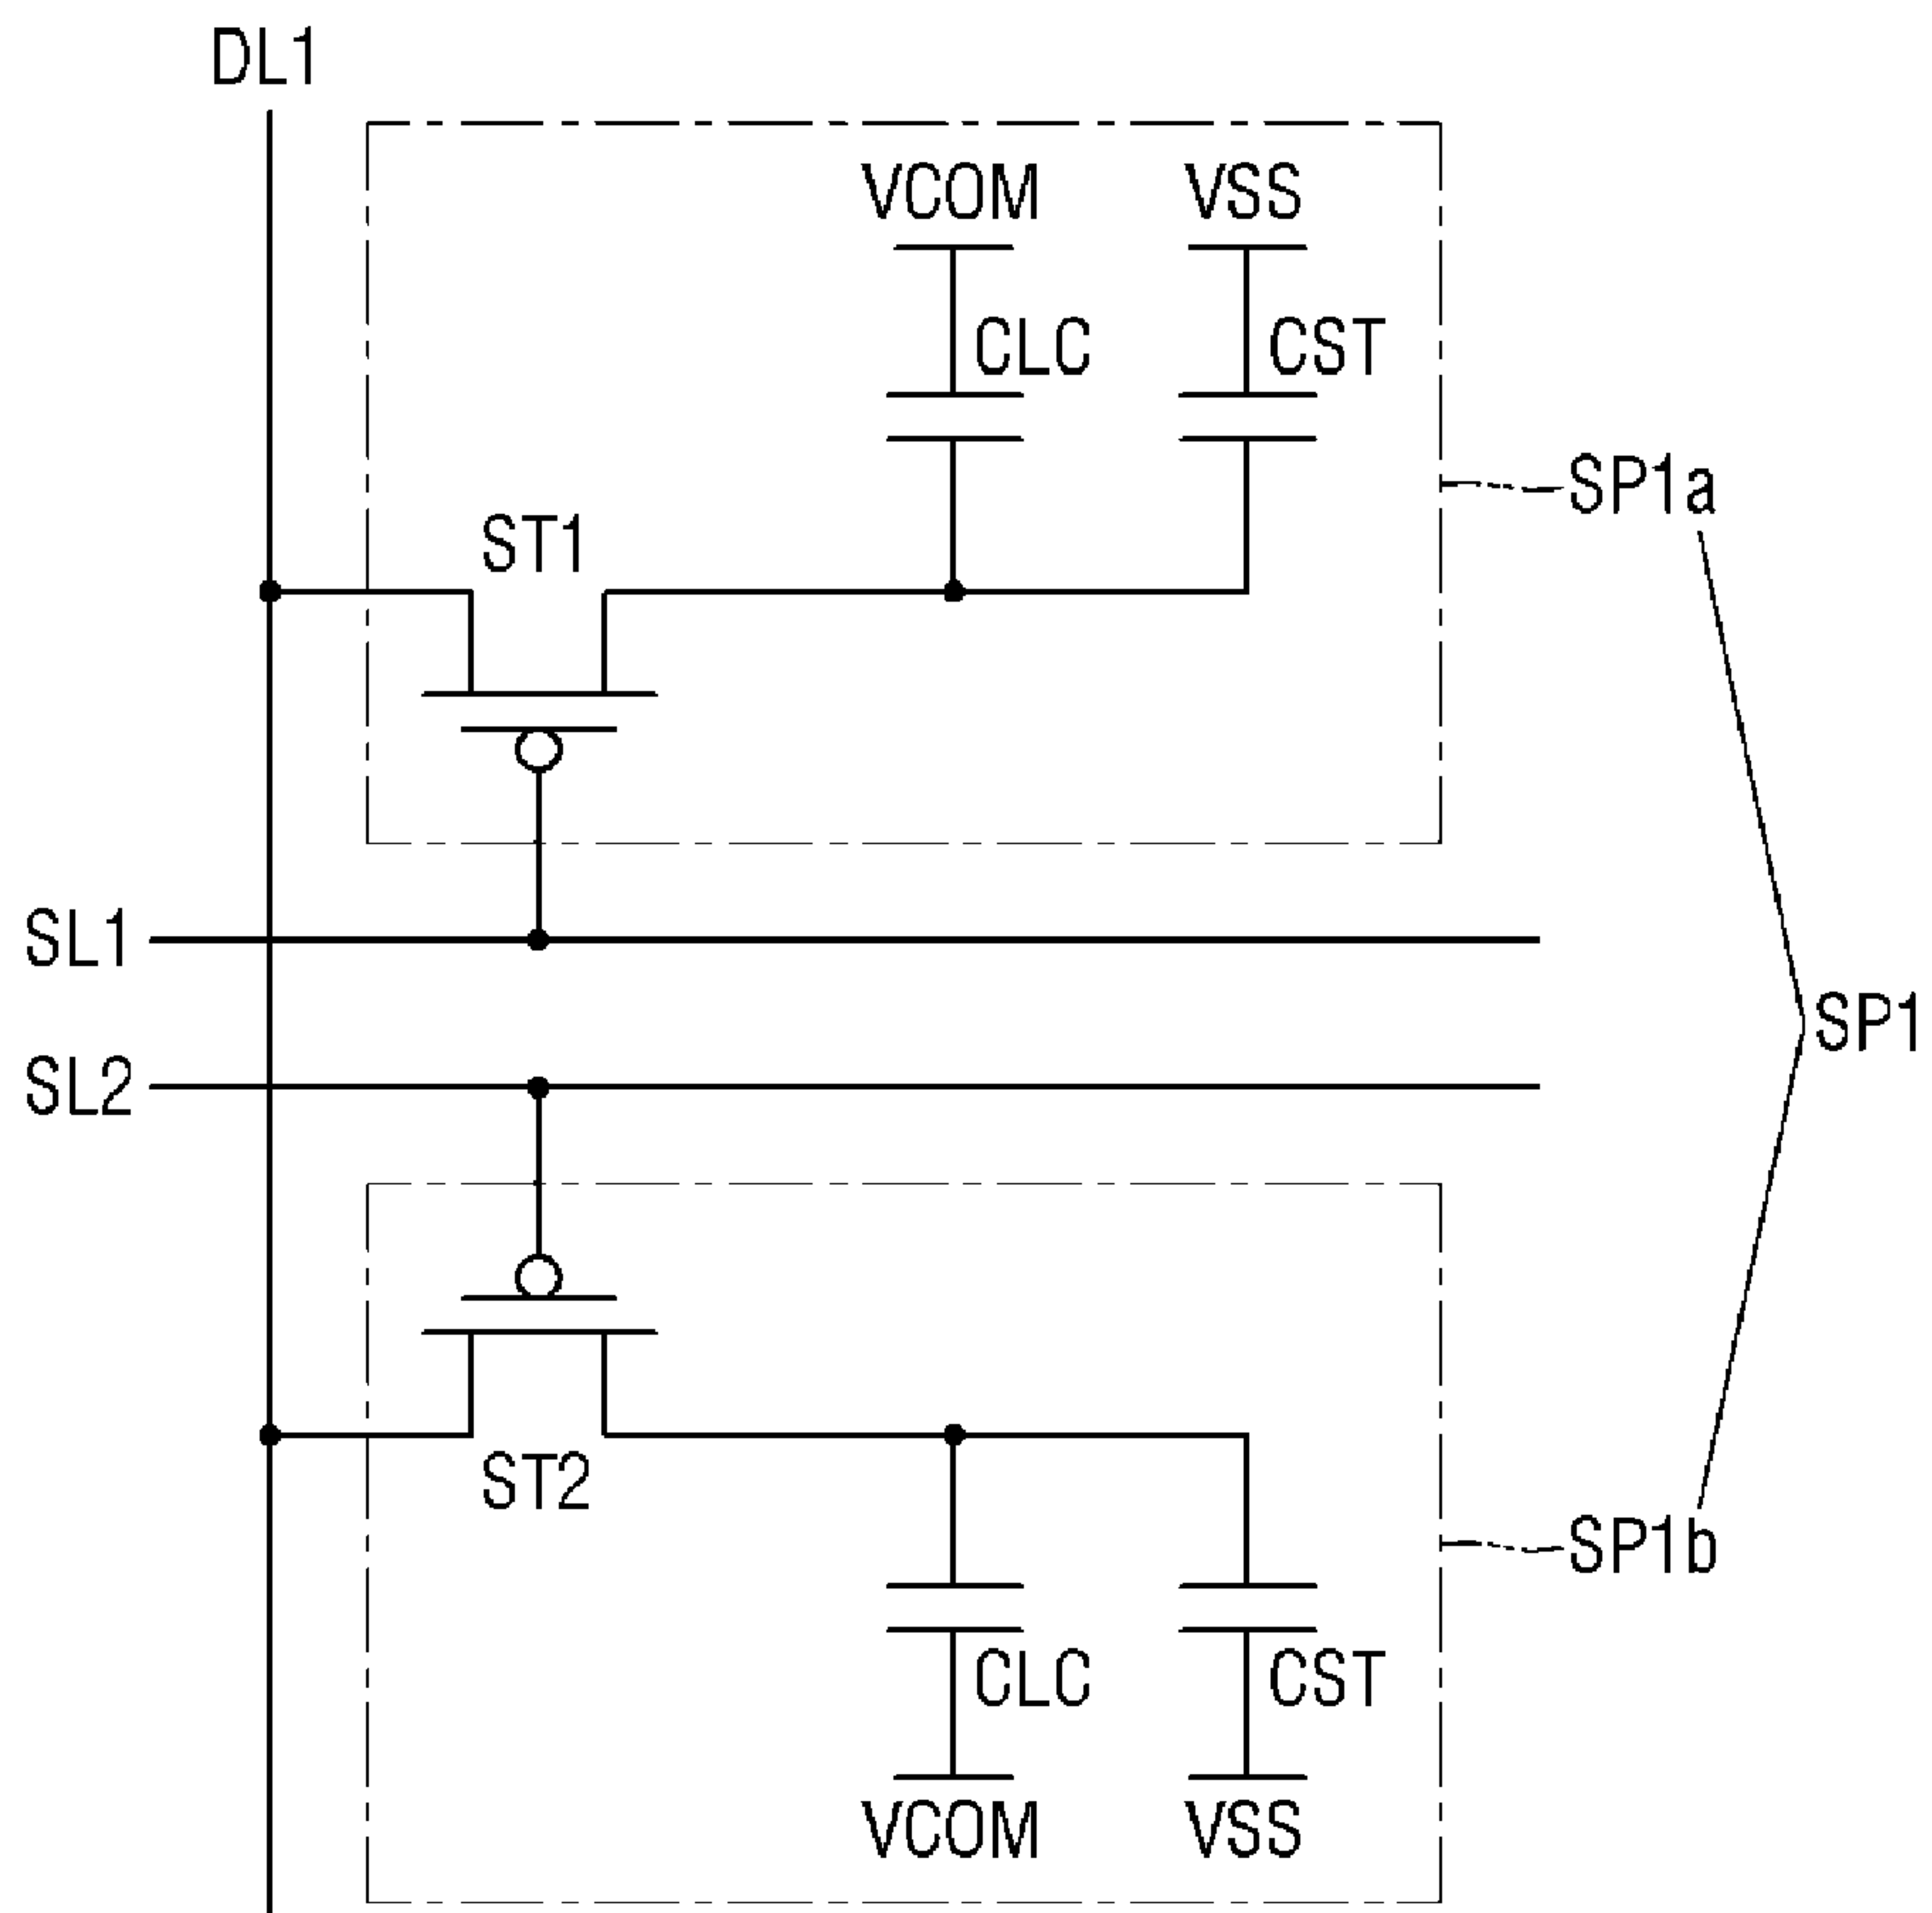 DL1
VCOM
VSS
CLC
CST
SP1a
ST1
SL1
SP1
SL2
ST2
SP1b
CLC
CST
VCOM
VSS